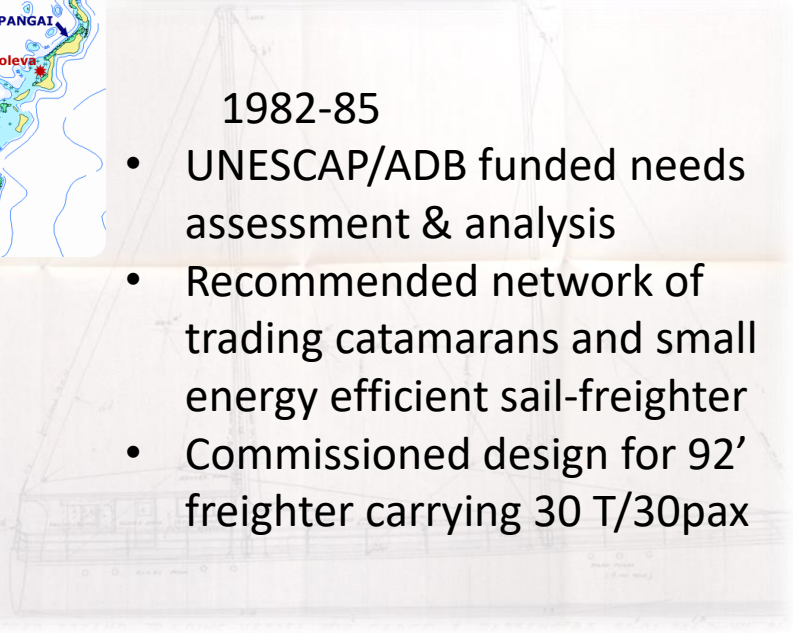 PANGAI
oleva
1982-85
• UNESCAP/ADB funded needs
assessment & analysis
• Recommended network of
trading catamarans and small
energy efficient sail-freighter
• Commissioned design for 92’
freighter carrying 30 T/30pax